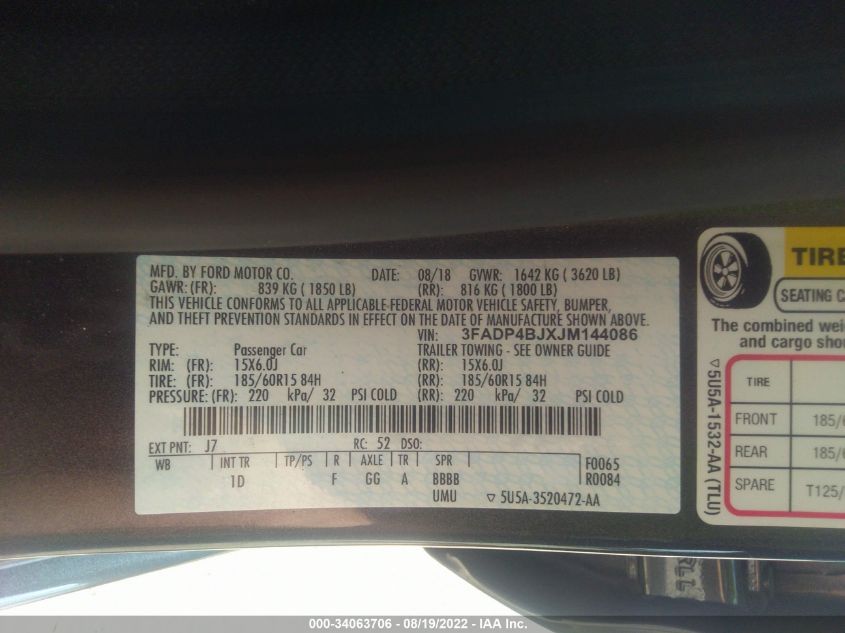 MFD. BY FORD MOTOR CO. DATE: 08/18 GVWR: 1642 KG ( 3620 LB)
GAWR: (FR): 839 KG ( 1850 LB) (RR): 816 KG ( 1800 LB)
THIS VEHICLE CONFORMS TO ALL APPLICABLE FEDERAL MOTOR VEHICLE SAFETY, BUMPER,
AND THEFT PREVENTION STANDARDS IN EFFECT ON THE DATE OF MANUFACTURE SHOWN ABOVE.
VIN: 3FADP4BJXJM144086
TYPE: Passenger Car TRAILER TOWING - SEE OWNER GUIDE
RIM: (FR): 15X6.0J (RR): 15X6.0J
TIRE: (FR): 185/60R15 84H (RR): 185/60R15 84H
PRESSURE: (FR): 220 kPa/ 32 PSI COLD (RR): 220 kPa/ 32 PSI COLD
EXT PNT: J7 RC: 52 DSO:
WB INT TR TP/PS R AXLE TR SPR F0065
1D F GG A BBBB R0084
UMU ▽ 5U5A-3520472-AA
TIRE
SEATING
The combined
and cargo
▽5U5A-1532-AA (TLU)
TIRE
FRONT 185/
REAR 185/
SPARE T125/
000-34063706 - 08/19/2022 - IAA Inc.